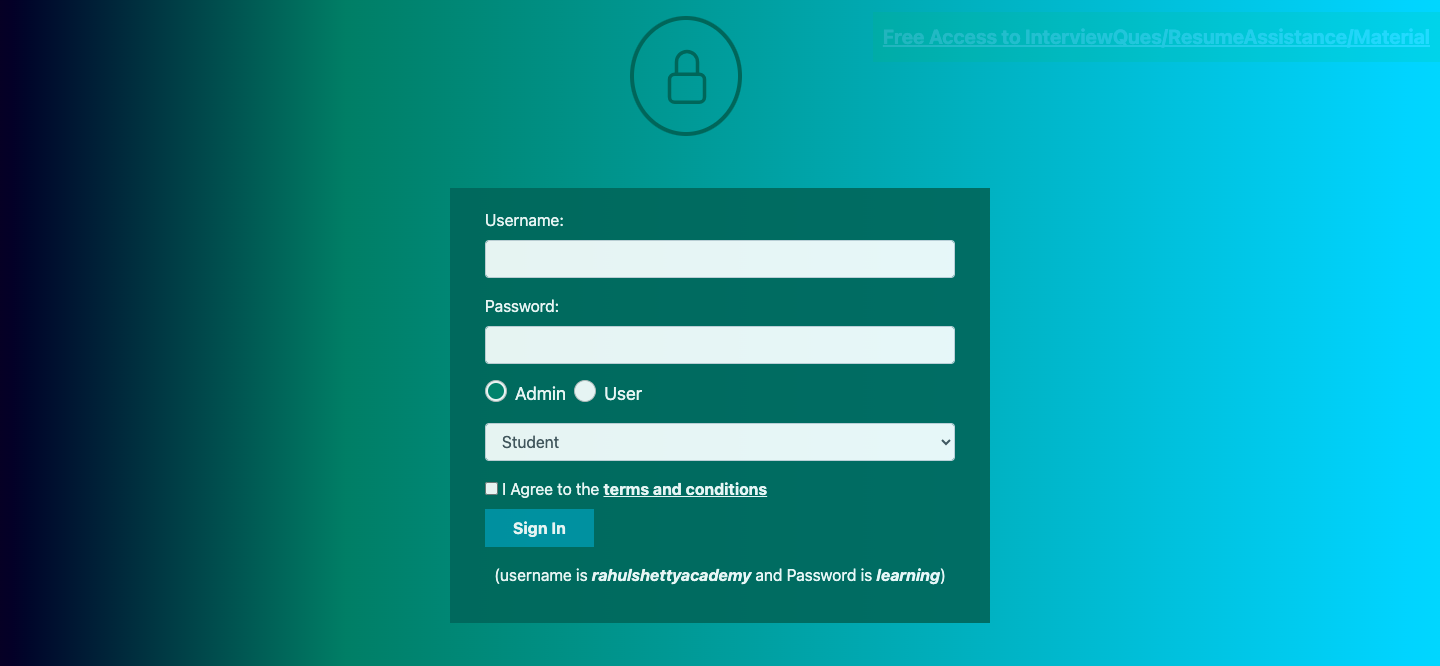 Free Access to InterviewQues/ResumeAssistance/Material
Username:
Password:
Admin User
Student
I Agree to the terms and conditions
Sign In
(username is rahulshettyacademy and Password is learning)